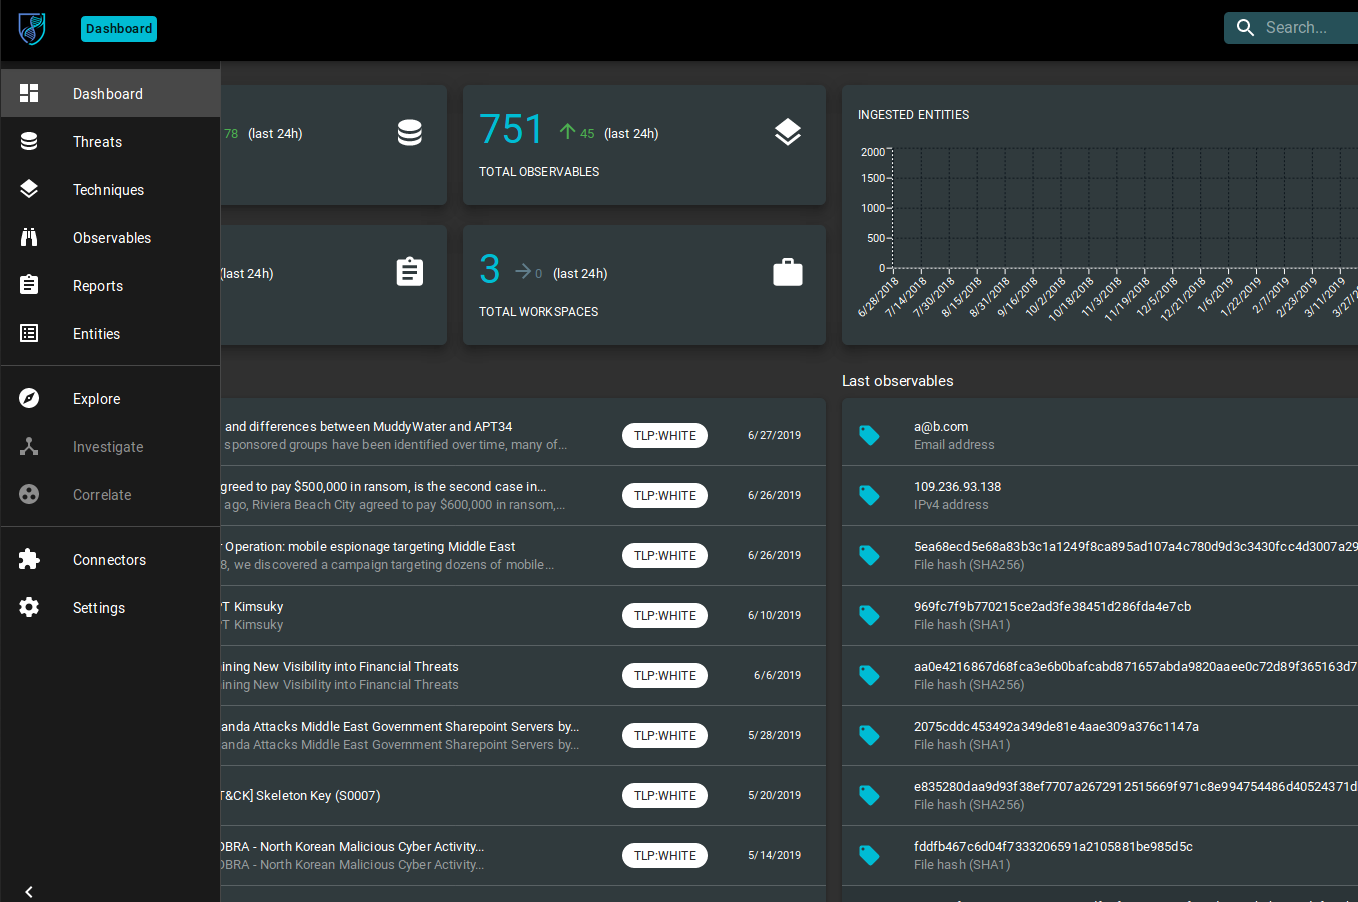 Dashboard
Search...
Dashboard
Threats
Techniques
Observables
Reports
Entities
Explore
Investigate
Correlate
Connectors
Settings
78 (last 24h)
751 45 (last 24h)
TOTAL OBSERVABLES
(last 24h)
3 0 (last 24h)
TOTAL WORKSPACES
INGESTED ENTITIES
2000
1500
1000
500
0
6/28/2018 7/14/2018 7/30/2018 8/15/2018 8/31/2018 9/16/2018 10/2/2018 10/18/2018 11/3/2018 11/19/2018 12/5/2018 12/21/2018 1/6/2019 1/22/2019 2/7/2019 2/23/2019 3/11/2019
and differences between MuddyWater and APT34
sponsored groups have been identified over time, many of...
TLP:WHITE 6/27/2019
agreed to pay $500,000 in ransom, is the second case in...
ago, Riviera Beach City agreed to pay $600,000 in ransom,...
TLP:WHITE 6/26/2019
Operation: mobile espionage targeting Middle East
8, we discovered a campaign targeting dozens of mobile...
TLP:WHITE 6/26/2019
PT Kimsuky
PT Kimsuky
TLP:WHITE 6/10/2019
ining New Visibility into Financial Threats
ining New Visibility into Financial Threats
TLP:WHITE 6/6/2019
anda Attacks Middle East Government Sharepoint Servers by...
anda Attacks Middle East Government Sharepoint Servers by...
TLP:WHITE 5/28/2019
T&CK] Skeleton Key (S0007)
TLP:WHITE 5/20/2019
OBRA - North Korean Malicious Cyber Activity...
OBRA - North Korean Malicious Cyber Activity...
TLP:WHITE 5/14/2019
Last observables
a@b.com
Email address
109.236.93.138
IPv4 address
5ea68ecd5e68a83b3c1a1249f8ca895ad107a4c780d9d3c3430fcc4d3007a29
File hash (SHA256)
969fc7f9b770215ce2ad3fe38451d286fda4e7cb
File hash (SHA1)
aa0e4216867d68fca3e6b0bafcabd871657abda9820aaee0c72d89f365163d7
File hash (SHA256)
2075cddc453492a349de81e4aae309a376c1147a
File hash (SHA1)
e835280daa9d93f38ef7707a2672912515669f971c8e994754486d40524371d
File hash (SHA256)
fddfb467c6d04f7333206591a2105881be985d5c
File hash (SHA1)